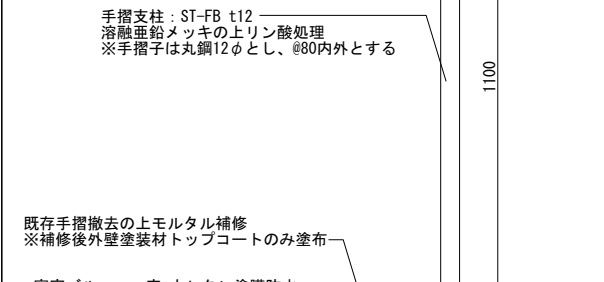 手摺支柱：ST-FB t12
溶融亜鉛メッキの上リン酸処理
※手摺子は丸鋼12φとし、@80内外とする
1100
既存手摺撤去の上モルタル補修
※補修後外壁塗装材トップコートのみ塗布